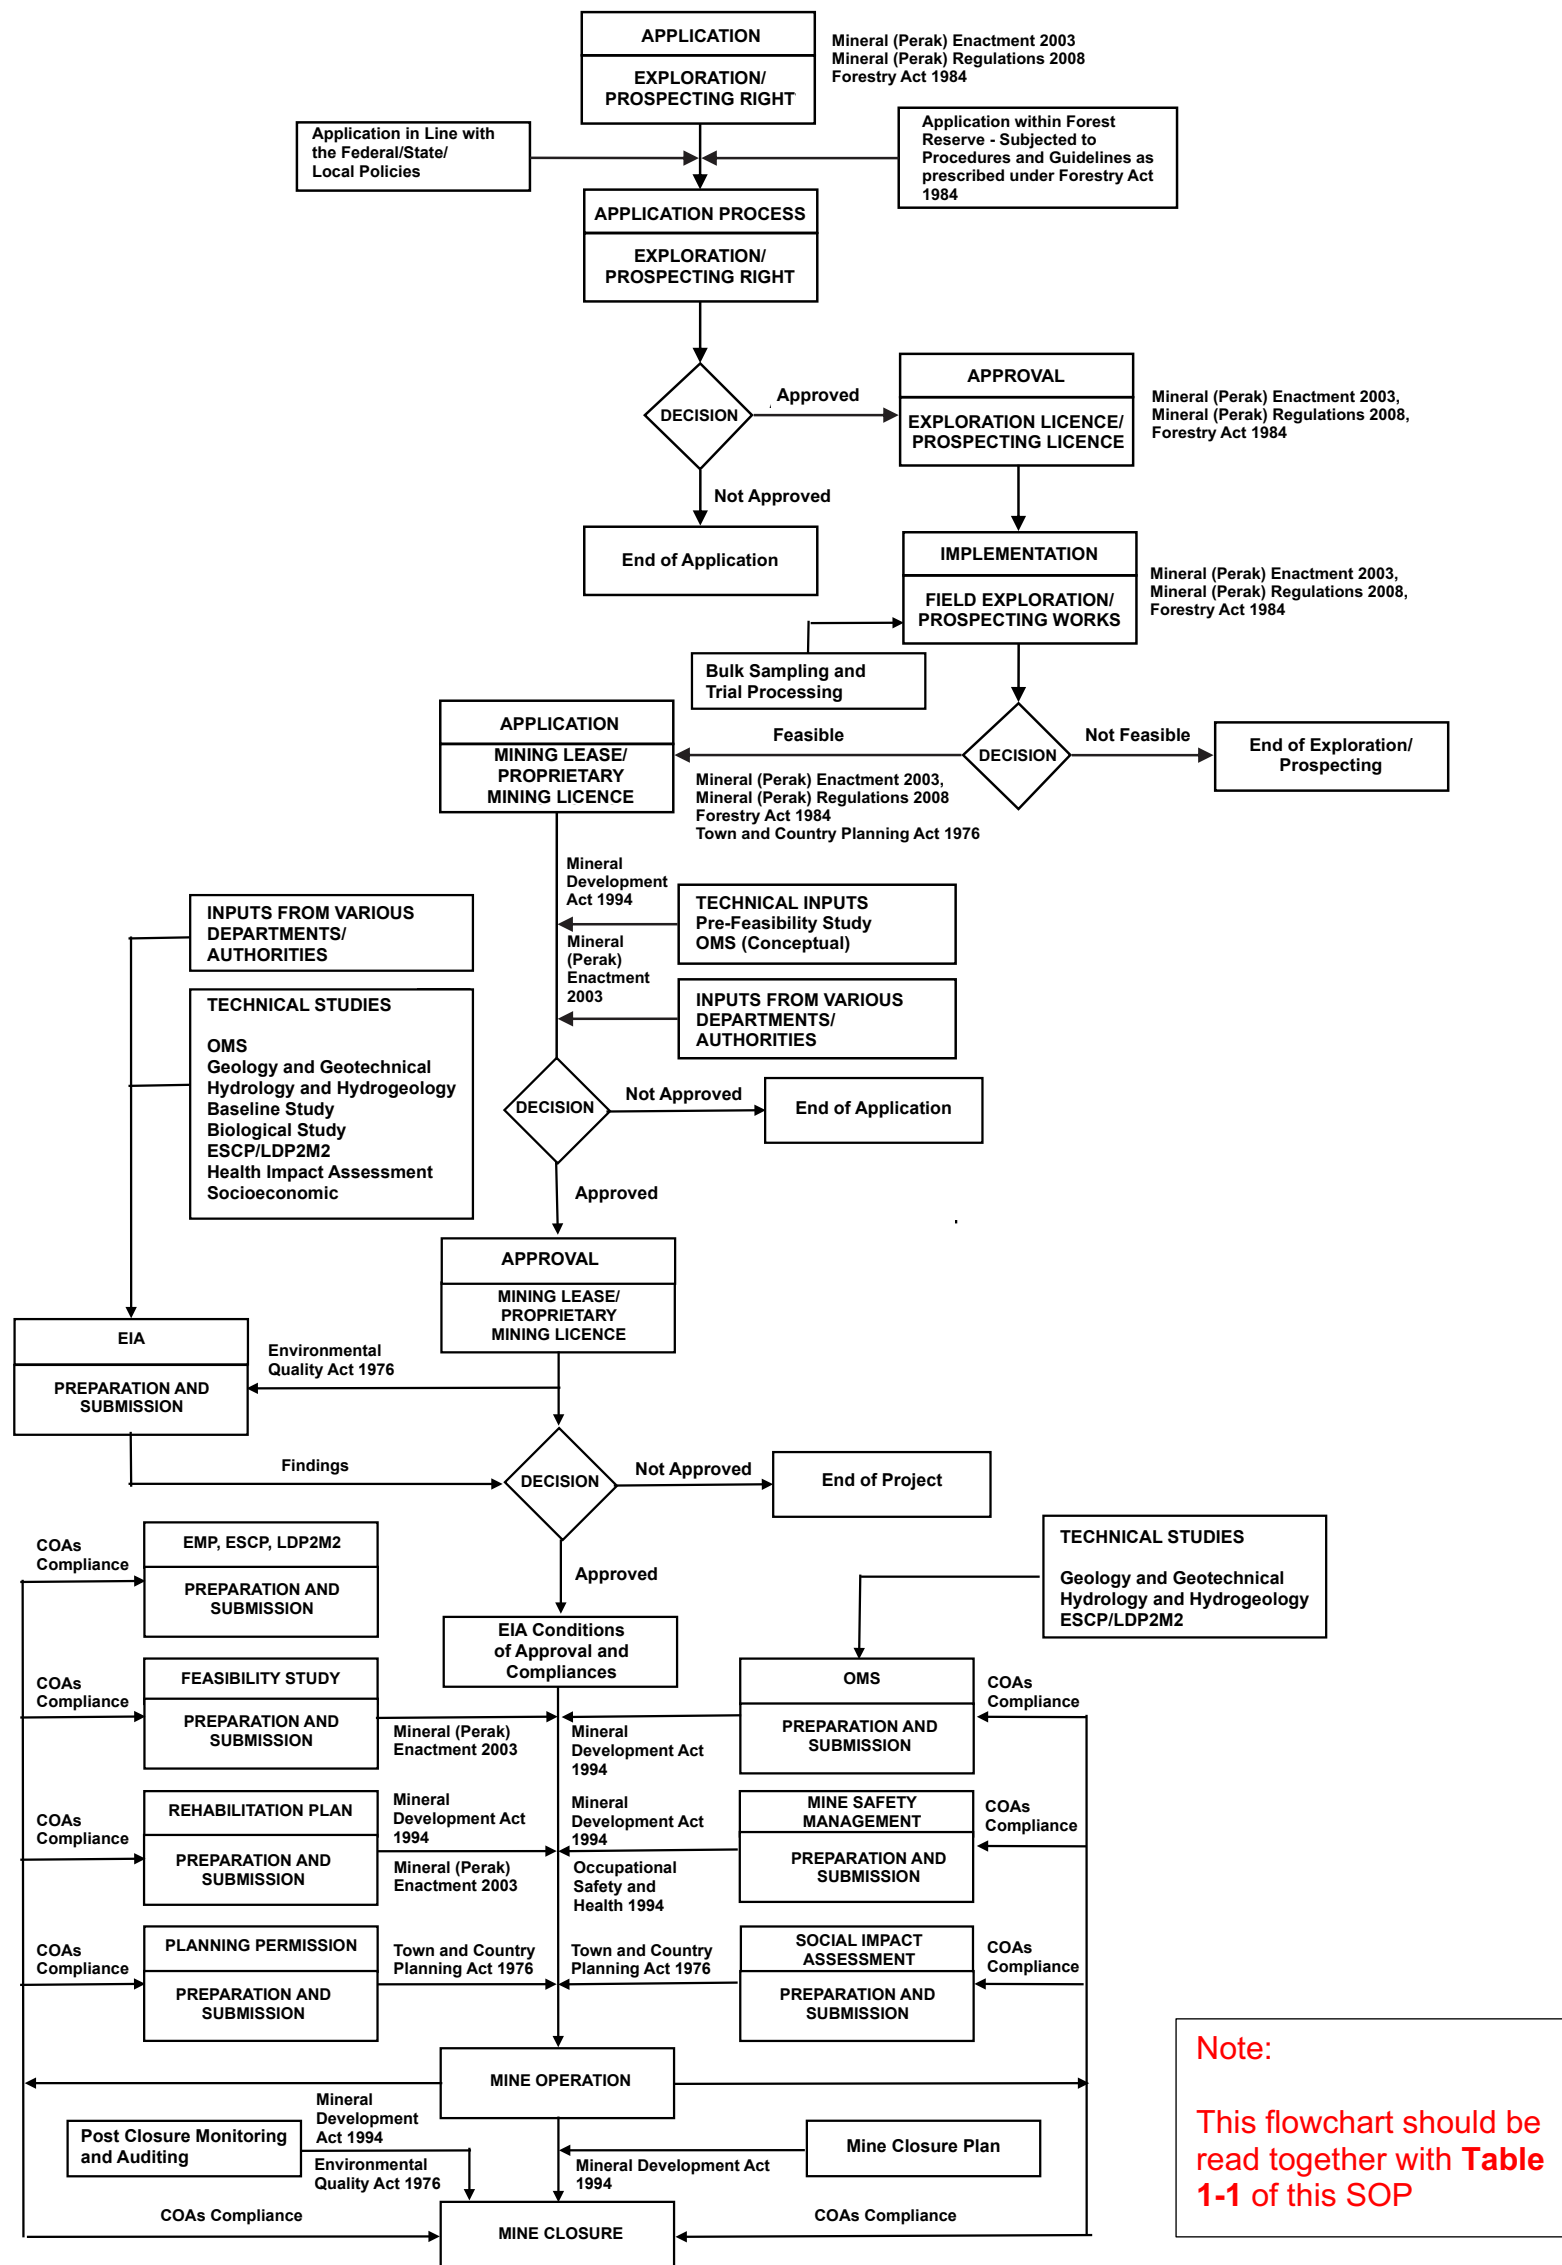 APPLICATION
EXPLORATION/
PROSPECTING RIGHT
Mineral (Perak) Enactment 2003
Mineral (Perak) Regulations 2008
Forestry Act 1984
Application in Line with
the Federal/State/
Local Policies
Application within Forest
Reserve - Subjected to
Procedures and Guidelines as
prescribed under Forestry Act
1984
APPLICATION PROCESS
EXPLORATION/
PROSPECTING RIGHT
DECISION
Approved
APPROVAL
EXPLORATION LICENCE/
PROSPECTING LICENCE
Mineral (Perak) Enactment 2003,
Mineral (Perak) Regulations 2008,
Forestry Act 1984
Not Approved
End of Application
IMPLEMENTATION
FIELD EXPLORATION/
PROSPECTING WORKS
Mineral (Perak) Enactment 2003,
Mineral (Perak) Regulations 2008,
Forestry Act 1984
Bulk Sampling and
Trial Processing
DECISION
Not Feasible
End of Exploration/
Prospecting
Feasible
Mineral (Perak) Enactment 2003,
Mineral (Perak) Regulations 2008
Forestry Act 1984
Town and Country Planning Act 1976
APPLICATION
MINING LEASE/
PROPRIETARY
MINING LICENCE
Mineral
Development
Act 1994
TECHNICAL INPUTS
Pre-Feasibility Study
OMS (Conceptual)
Mineral
(Perak)
Enactment
2003
INPUTS FROM VARIOUS
DEPARTMENTS/
AUTHORITIES
INPUTS FROM VARIOUS
DEPARTMENTS/
AUTHORITIES
TECHNICAL STUDIES
OMS
Geology and Geotechnical
Hydrology and Hydrogeology
Baseline Study
Biological Study
ESCP/LDP2M2
Health Impact Assessment
Socioeconomic
DECISION
Not Approved
End of Application
Approved
APPROVAL
MINING LEASE/
PROPRIETARY
MINING LICENCE
EIA
PREPARATION AND
SUBMISSION
Environmental
Quality Act 1976
Findings
DECISION
Not Approved
End of Project
Approved
EIA Conditions
of Approval and
Compliances
TECHNICAL STUDIES
Geology and Geotechnical
Hydrology and Hydrogeology
ESCP/LDP2M2
COAs
Compliance
EMP, ESCP, LDP2M2
PREPARATION AND
SUBMISSION
COAs
Compliance
FEASIBILITY STUDY
PREPARATION AND
SUBMISSION
Mineral (Perak)
Enactment 2003
Mineral
Development Act
1994
OMS
PREPARATION AND
SUBMISSION
COAs
Compliance
COAs
Compliance
REHABILITATION PLAN
PREPARATION AND
SUBMISSION
Mineral
Development Act
1994
Mineral (Perak)
Enactment 2003
Mineral
Development Act
1994
Occupational
Safety and
Health 1994
MINE SAFETY
MANAGEMENT
PREPARATION AND
SUBMISSION
COAs
Compliance
COAs
Compliance
PLANNING PERMISSION
PREPARATION AND
SUBMISSION
Town and Country
Planning Act 1976
Town and Country
Planning Act 1976
SOCIAL IMPACT
ASSESSMENT
PREPARATION AND
SUBMISSION
COAs
Compliance
MINE OPERATION
Post Closure Monitoring
and Auditing
Mineral
Development
Act 1994
Environmental
Quality Act 1976
Mine Closure Plan
Mineral Development Act
1994
COAs Compliance
MINE CLOSURE
COAs Compliance
Note:
This flowchart should be
read together with Table
1-1 of this SOP